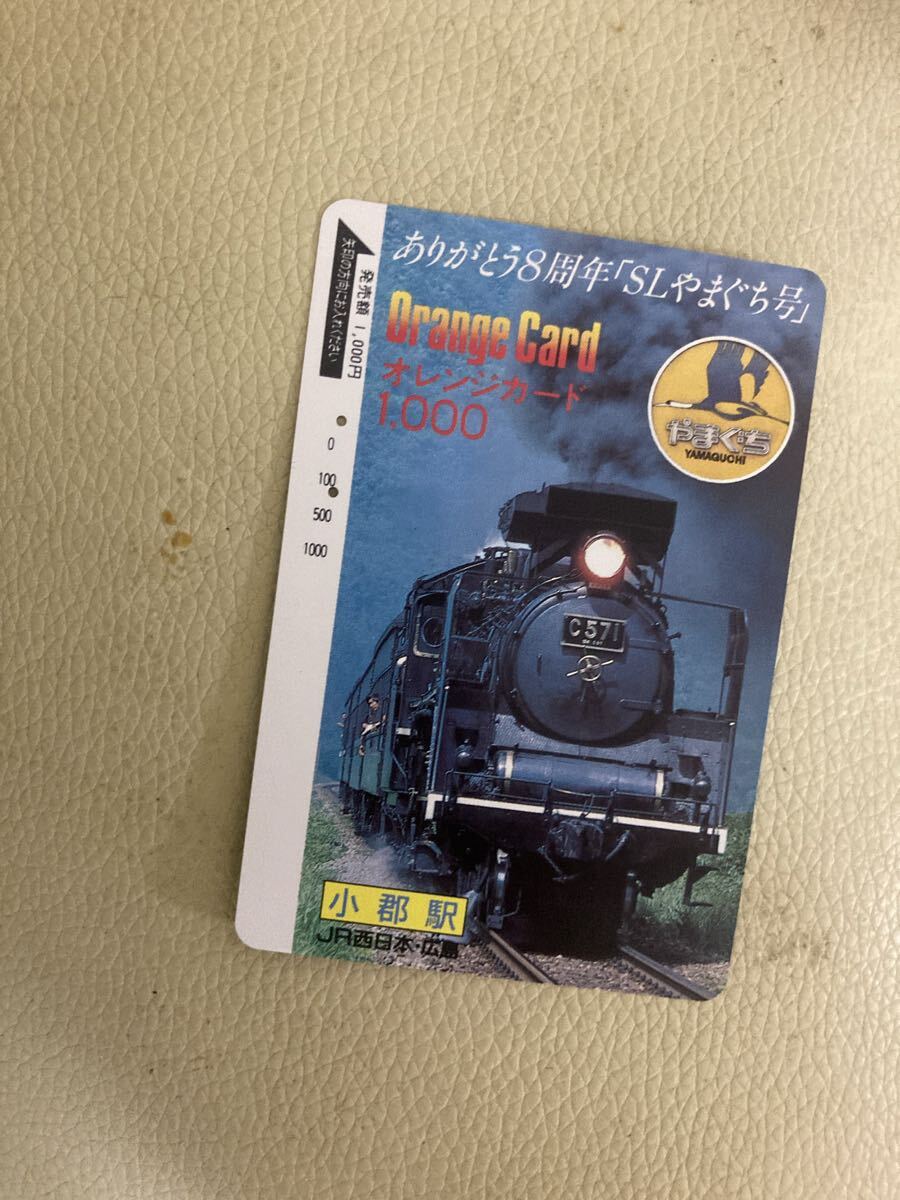 ありがとう8周年「SLやまぐち号」
Orange Card
オレンジカード
1,000
やまぐち
YAMAGUCHI
矢印の方向にお入れください
発売額 1,000円
0
100
500
1000
C571
小郡駅
JR西日本・広島